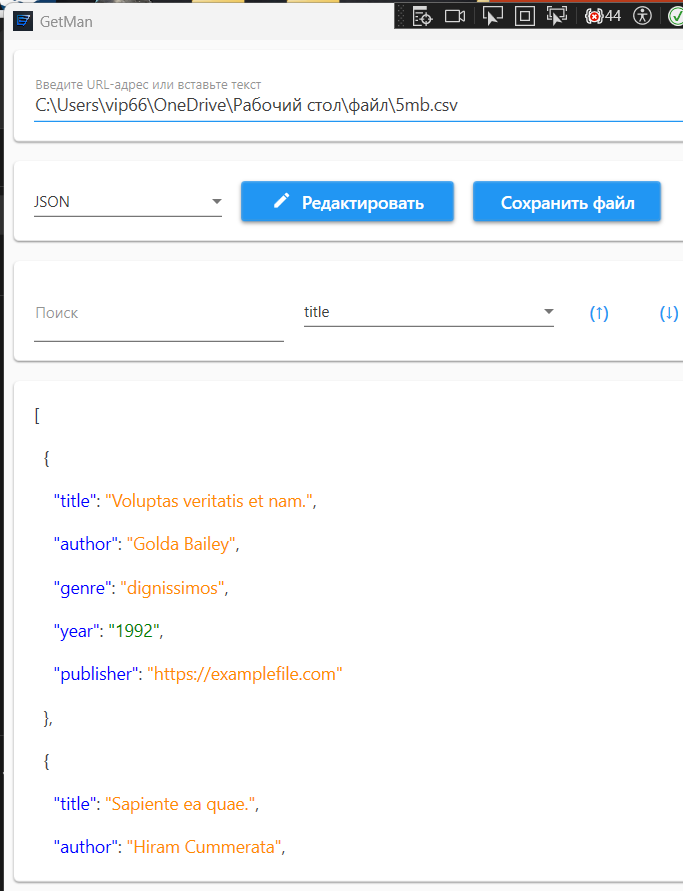 GetMan
44
Введите URL-адрес или вставьте текст
C:\Users\vip66\OneDrive\Рабочий стол\файл\5mb.csv
JSON
Редактировать
Сохранить файл
Поиск
title
(↑)
(↓)
[
{
"title": "Voluptas veritatis et nam.",
"author": "Golda Bailey",
"genre": "dignissimos",
"year": "1992",
"publisher": "https://examplefile.com"
},
{
"title": "Sapiente ea quae.",
"author": "Hiram Cummerata",